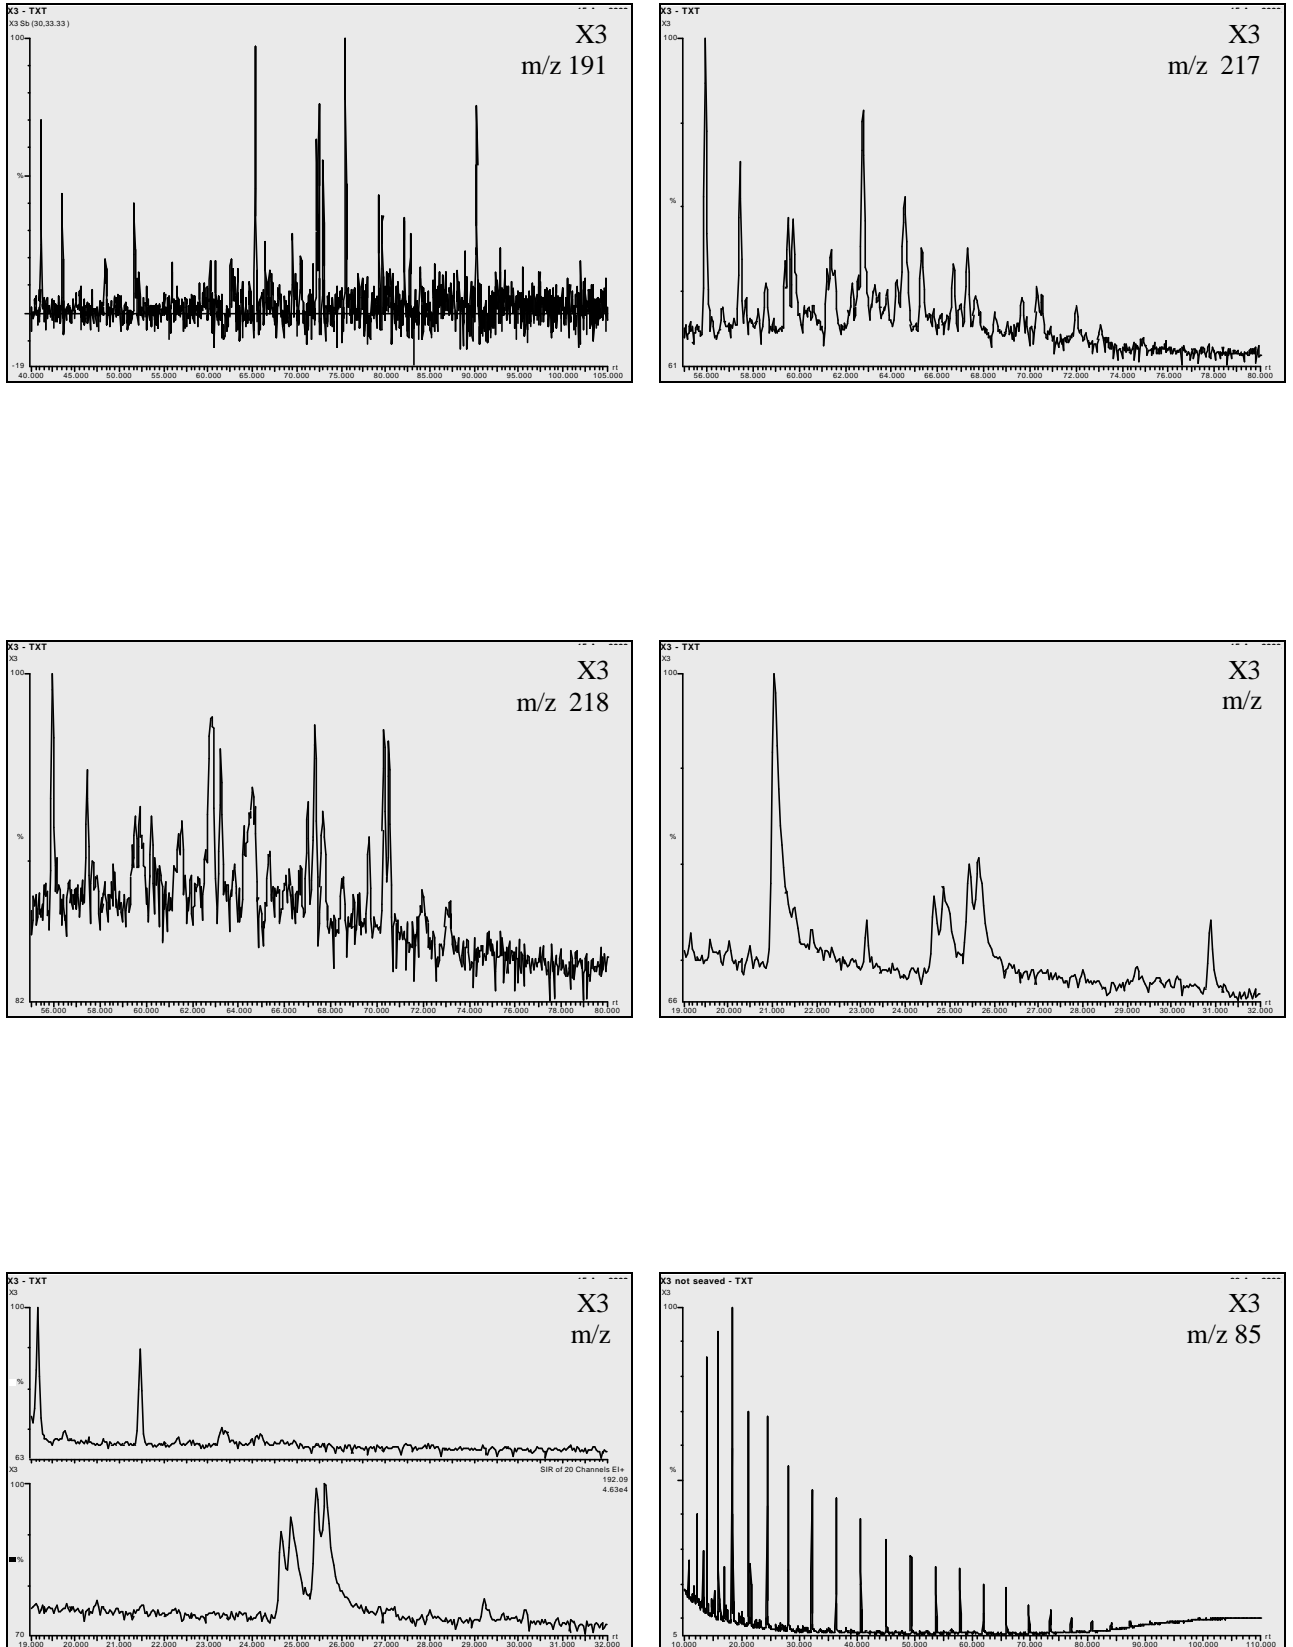 X3 - TXT
X3 Sb (30,33.33 )
X3
m/z 191
100
%
-19
rt
40.000 45.000 50.000 55.000 60.000 65.000 70.000 75.000 80.000 85.000 90.000 95.000 100.000 105.000
X3 - TXT
X3
X3
m/z 217
100
%
61
rt
56.000 58.000 60.000 62.000 64.000 66.000 68.000 70.000 72.000 74.000 76.000 78.000 80.000
X3 - TXT
X3
X3
m/z 218
100
%
82
rt
56.000 58.000 60.000 62.000 64.000 66.000 68.000 70.000 72.000 74.000 76.000 78.000 80.000
X3 - TXT
X3
X3
m/z
100
%
66
rt
19.000 20.000 21.000 22.000 23.000 24.000 25.000 26.000 27.000 28.000 29.000 30.000 31.000 32.000
X3 - TXT
X3
X3
m/z
100
%
63
X3
SIR of 20 Channels EI+
192.09
4.63e4
100
%
70
rt
19.000 20.000 21.000 22.000 23.000 24.000 25.000 26.000 27.000 28.000 29.000 30.000 31.000 32.000
X3 not seaved - TXT
X3
X3
m/z 85
100
%
5
rt
10.000 20.000 30.000 40.000 50.000 60.000 70.000 80.000 90.000 100.000 110.000